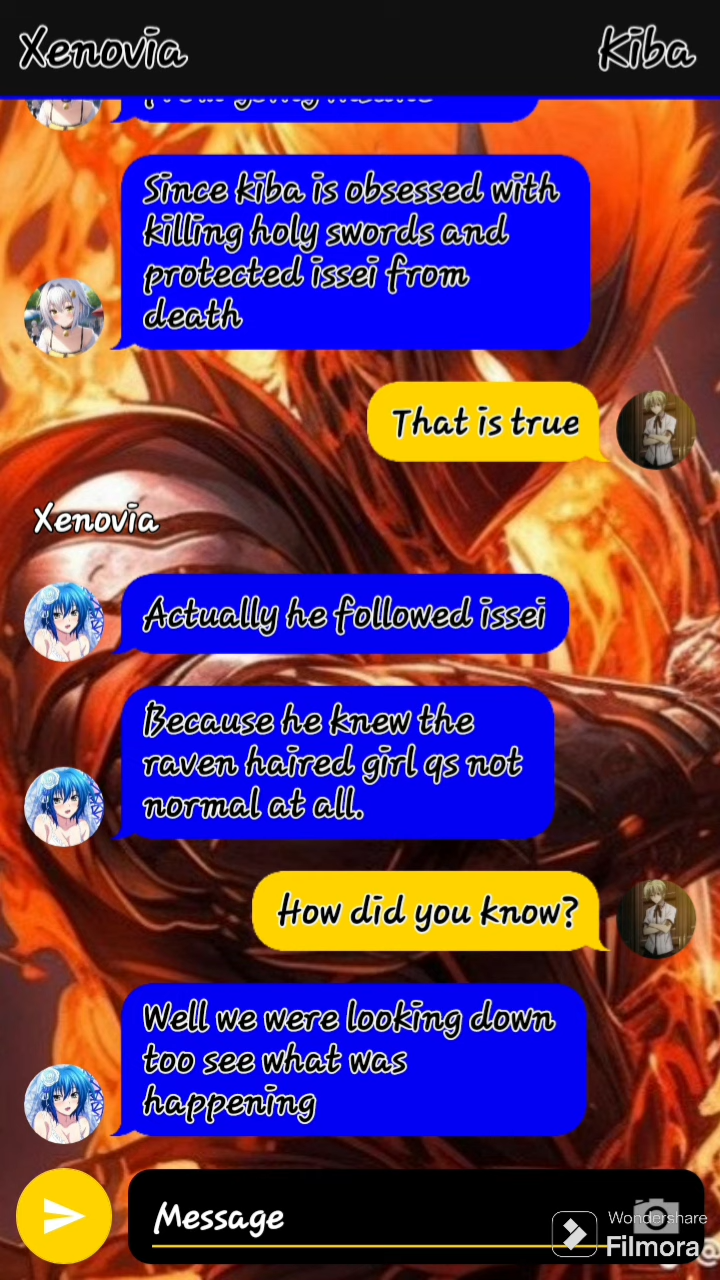 Xenovia
Kiba
Since kiba is obsessed with
killing holy swords and
protected issei from
death
That is true
Xenovia
Actually he followed issei
Because he knew the
raven haired girl qs not
normal at all.
How did you know?
Well we were looking down
too see what was
happening
Message
Wondershare
Filmora
@